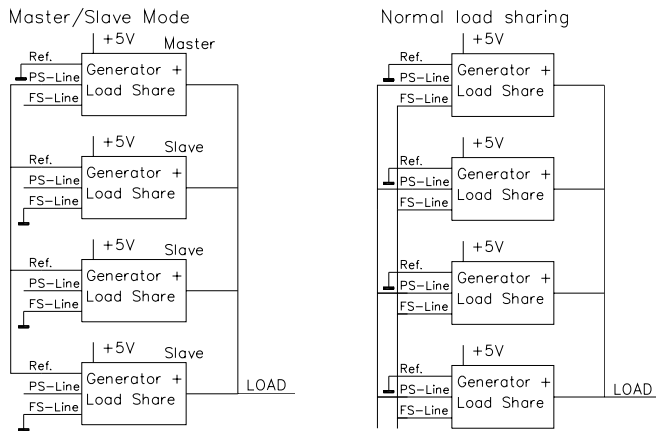 Master/Slave Mode
+5V
Master
Ref.
PS-Line
FS-Line
Generator +
Load Share
+5V
Slave
Ref.
PS-Line
FS-Line
Generator +
Load Share
+5V
Slave
Ref.
PS-Line
FS-Line
Generator +
Load Share
+5V
Slave
Ref.
PS-Line
FS-Line
Generator +
Load Share
LOAD
Normal load sharing
+5V
Ref.
PS-Line
FS-Line
Generator +
Load Share
+5V
Ref.
PS-Line
FS-Line
Generator +
Load Share
+5V
Ref.
PS-Line
FS-Line
Generator +
Load Share
+5V
Ref.
PS-Line
FS-Line
Generator +
Load Share
LOAD